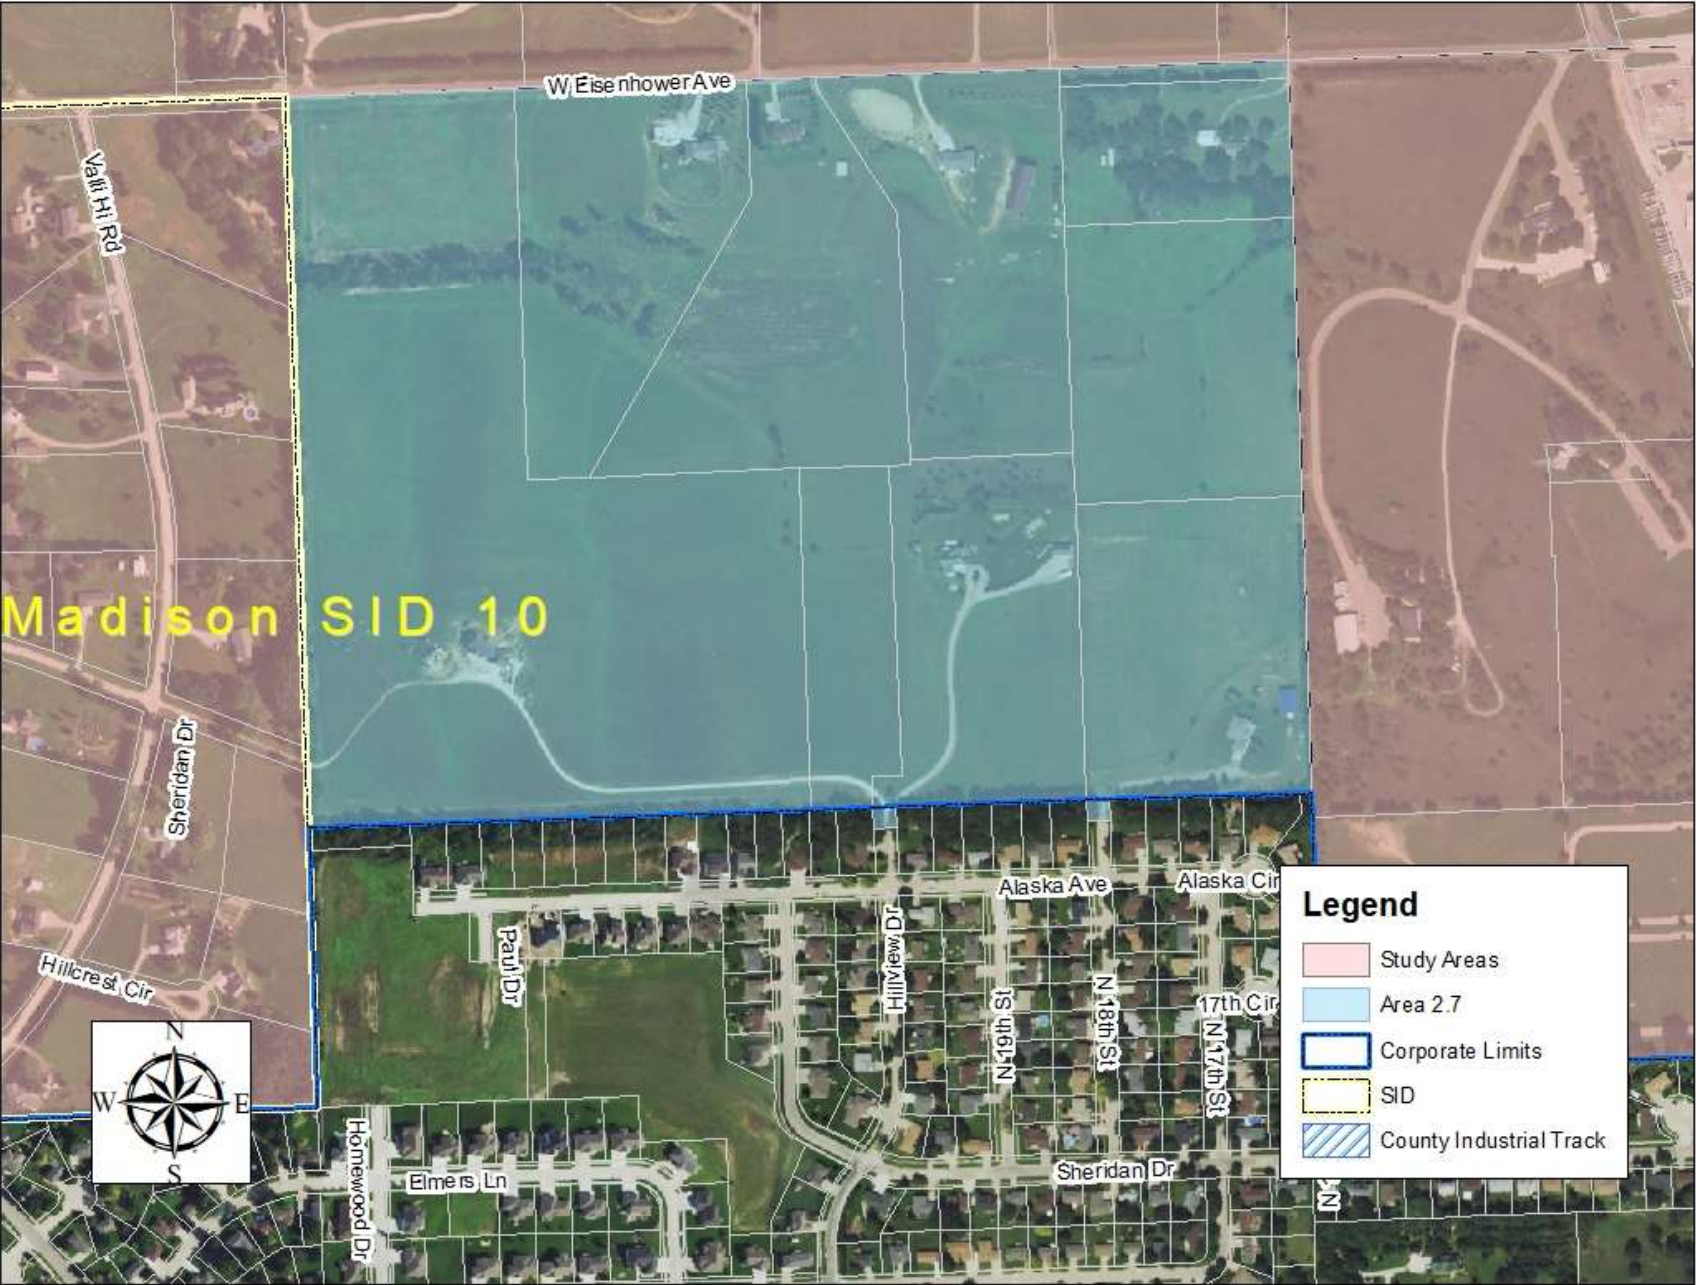 W Eisenhower Ave
Valli Hi Rd
Madison SID 10
Sheridan Dr
Alaska Ave
Alaska Cir
Hillcrest Cir
Paul Dr
Hillview Dr
N 19th St
N 18th St
17th Cir
N 17th St
Homewood Dr
Elmers Ln
Sheridan Dr
N
N
W
E
S
Legend
Study Areas
Area 2.7
Corporate Limits
SID
County Industrial Track